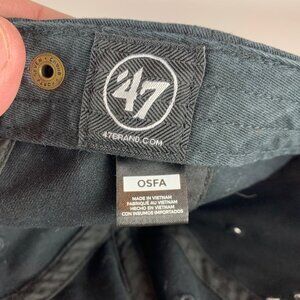 '47
47BRAND.COM
OSFA
MADE IN VIETNAM
FABRIQUÉ AU VIETNAM
HECHO EN VIETNAM
CON INSUMOS IMPORTADOS